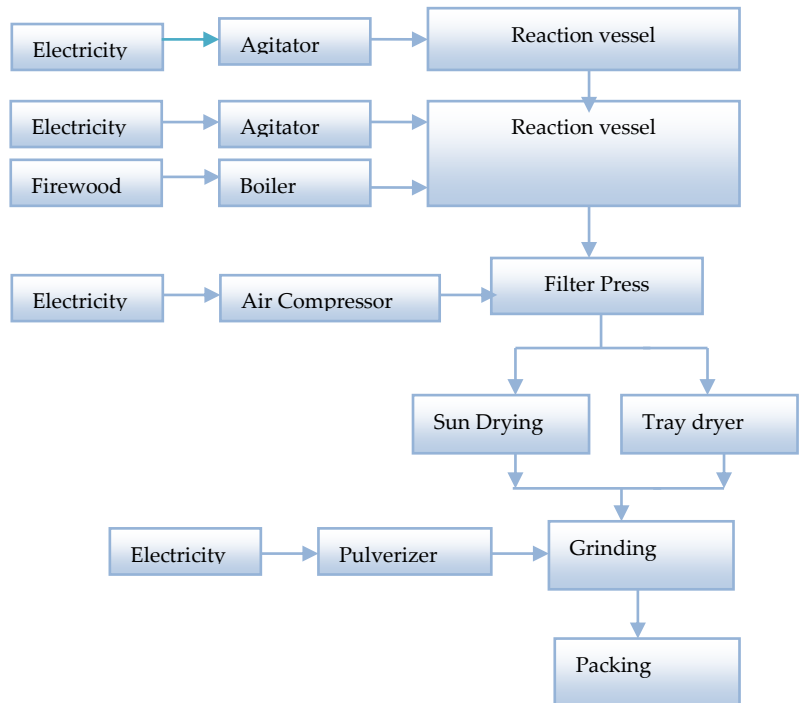 Electricity
Agitator
Reaction vessel
Electricity
Agitator
Reaction vessel
Firewood
Boiler
Electricity
Air Compressor
Filter Press
Sun Drying
Tray dryer
Electricity
Pulverizer
Grinding
Packing